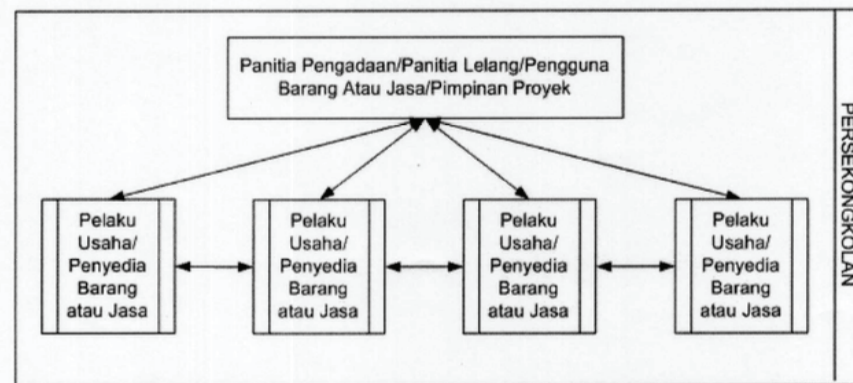 Panitia Pengadaan/Panitia Lelang/Pengguna
Barang Atau Jasa/Pimpinan Proyek
PERSEKONGKOLAN
Pelaku
Usaha/
Penyedia
Barang
atau Jasa
Pelaku
Usaha/
Penyedia
Barang
atau Jasa
Pelaku
Usaha/
Penyedia
Barang
atau Jasa
Pelaku
Usaha/
Penyedia
Barang
atau Jasa